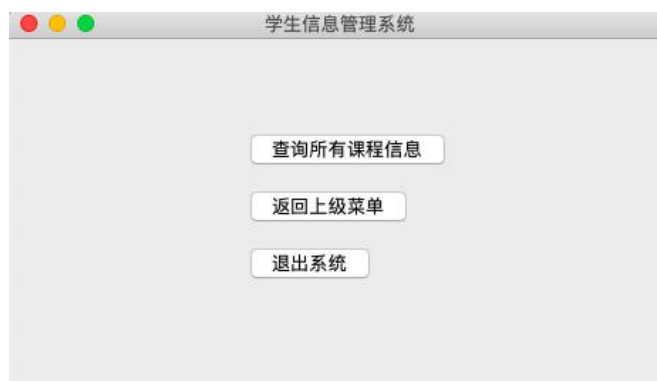 学生信息管理系统
查询所有课程信息
返回上级菜单
退出系统